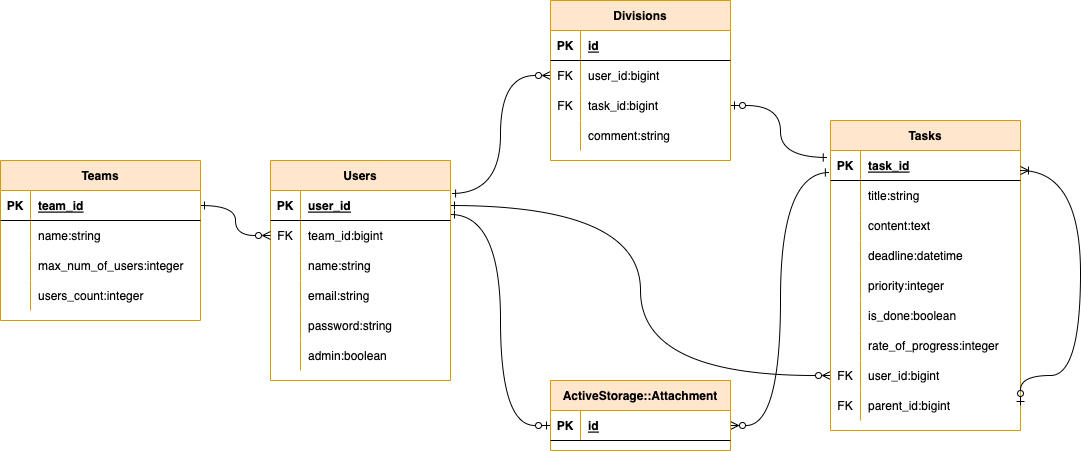 Divisions
PK id
FK user_id:bigint
FK task_id:bigint
comment:string
Teams
PK team_id
name:string
max_num_of_users:integer
users_count:integer
Users
PK user_id
FK team_id:bigint
name:string
email:string
password:string
admin:boolean
Tasks
PK task_id
title:string
content:text
deadline:datetime
priority:integer
is_done:boolean
rate_of_progress:integer
FK user_id:bigint
FK parent_id:bigint
ActiveStorage::Attachment
PK id